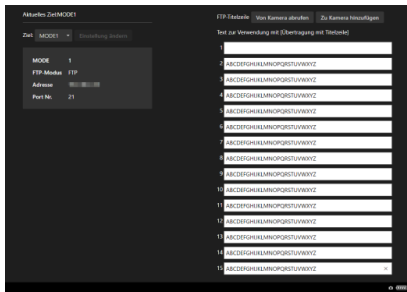 Aktuelles Ziel:MODE1
Ziel: MODE1 Einstellung ändern
MODE 1
FTP-Modus FTP
Adresse
Port Nr. 21
FTP-Titelzeile Von Kamera abrufen Zu Kamera hinzufügen
Text zur Verwendung mit [Übertragung mit Titelzeile]
1
2 ABCDEFGHIJKLMNOPQRSTUVWXYZ
3 ABCDEFGHIJKLMNOPQRSTUVWXYZ
4 ABCDEFGHIJKLMNOPQRSTUVWXYZ
5 ABCDEFGHIJKLMNOPQRSTUVWXYZ
6 ABCDEFGHIJKLMNOPQRSTUVWXYZ
7 ABCDEFGHIJKLMNOPQRSTUVWXYZ
8 ABCDEFGHIJKLMNOPQRSTUVWXYZ
9 ABCDEFGHIJKLMNOPQRSTUVWXYZ
10 ABCDEFGHIJKLMNOPQRSTUVWXYZ
11 ABCDEFGHIJKLMNOPQRSTUVWXYZ
12 ABCDEFGHIJKLMNOPQRSTUVWXYZ
13 ABCDEFGHIJKLMNOPQRSTUVWXYZ
14 ABCDEFGHIJKLMNOPQRSTUVWXYZ
15 ABCDEFGHIJKLMNOPQRSTUVWXYZ ×